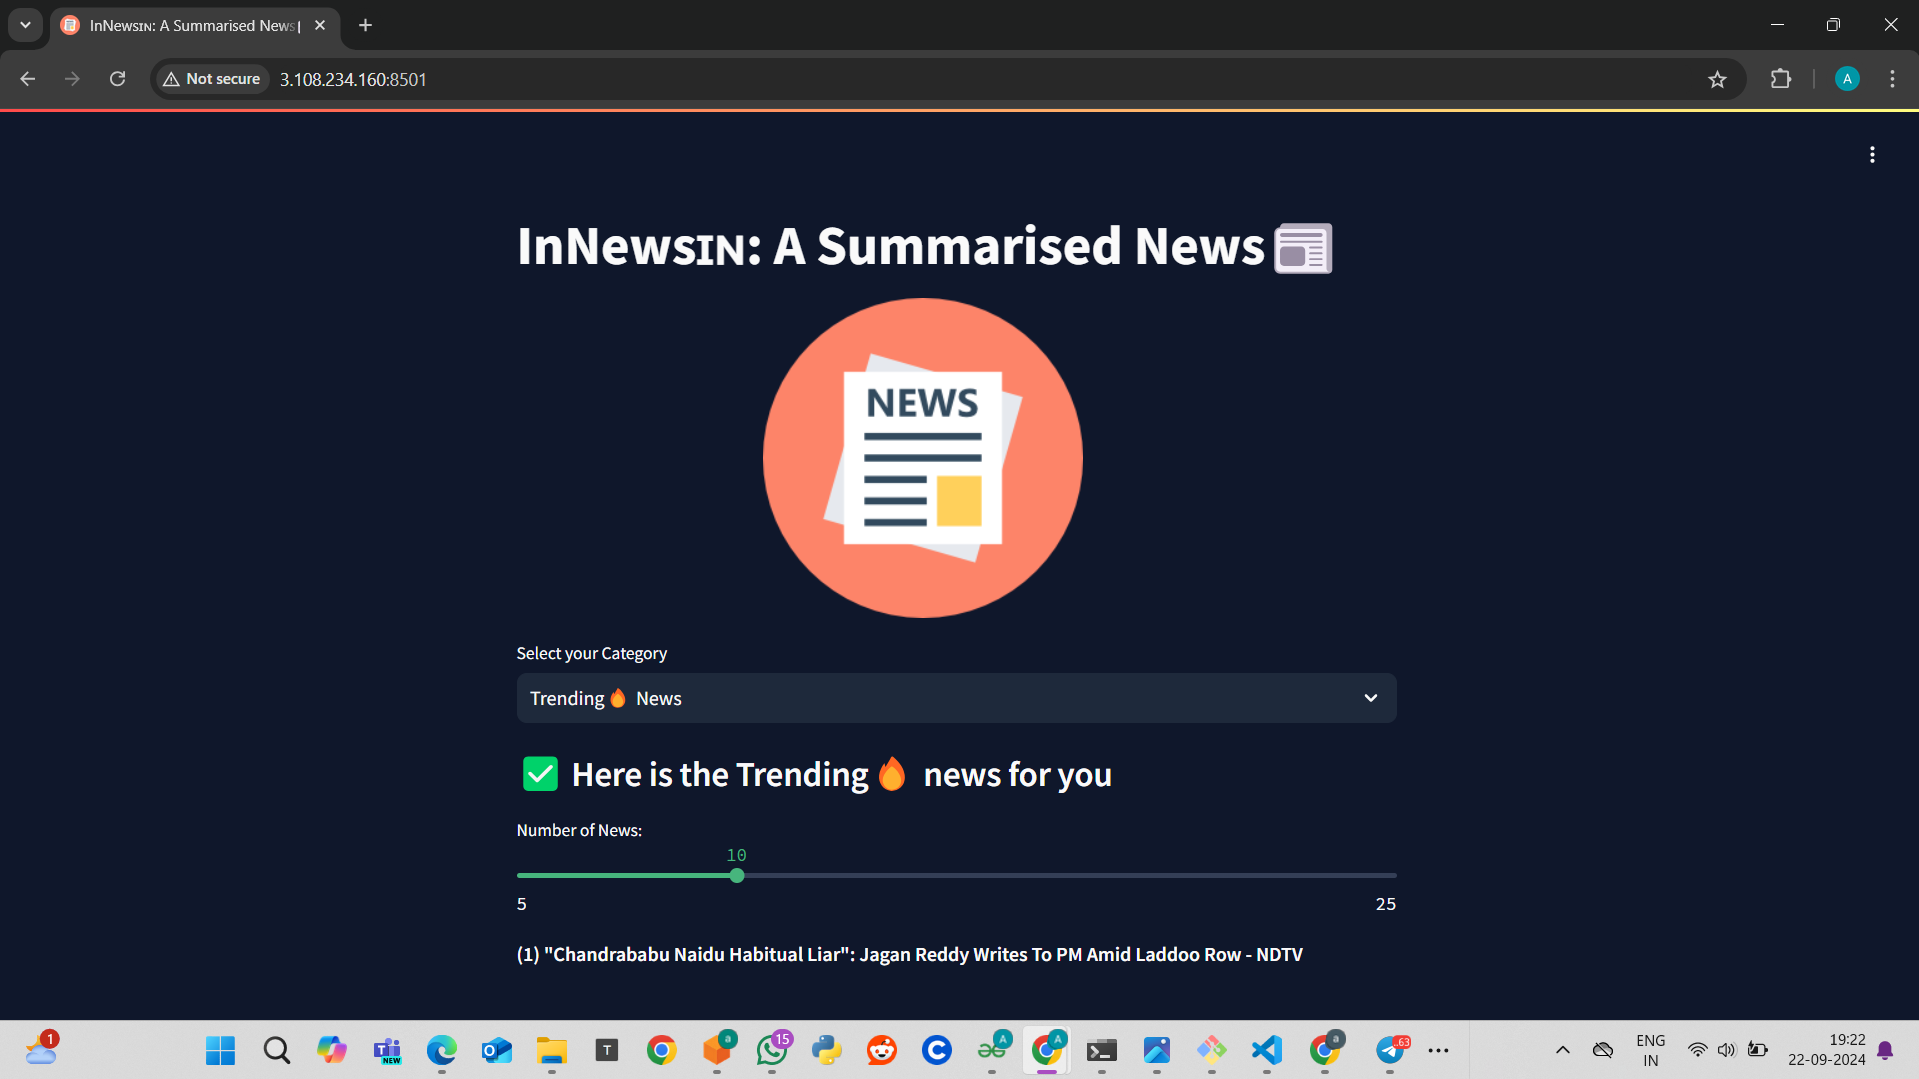 InNewsɪɴ: A Summarised News|
Not secure
3.108.234.160:8501
A
InNewsɪɴ: A Summarised News📰
NEWS
Select your Category
Trending🔥 News
✅ Here is the Trending🔥 news for you
Number of News:
10
5
25
(1) "Chandrababu Naidu Habitual Liar": Jagan Reddy Writes To PM Amid Laddoo Row - NDTV
1
T
NEW
O
T
a
15
C
A
A
a
.63
ENG
IN
19:22
22-09-2024